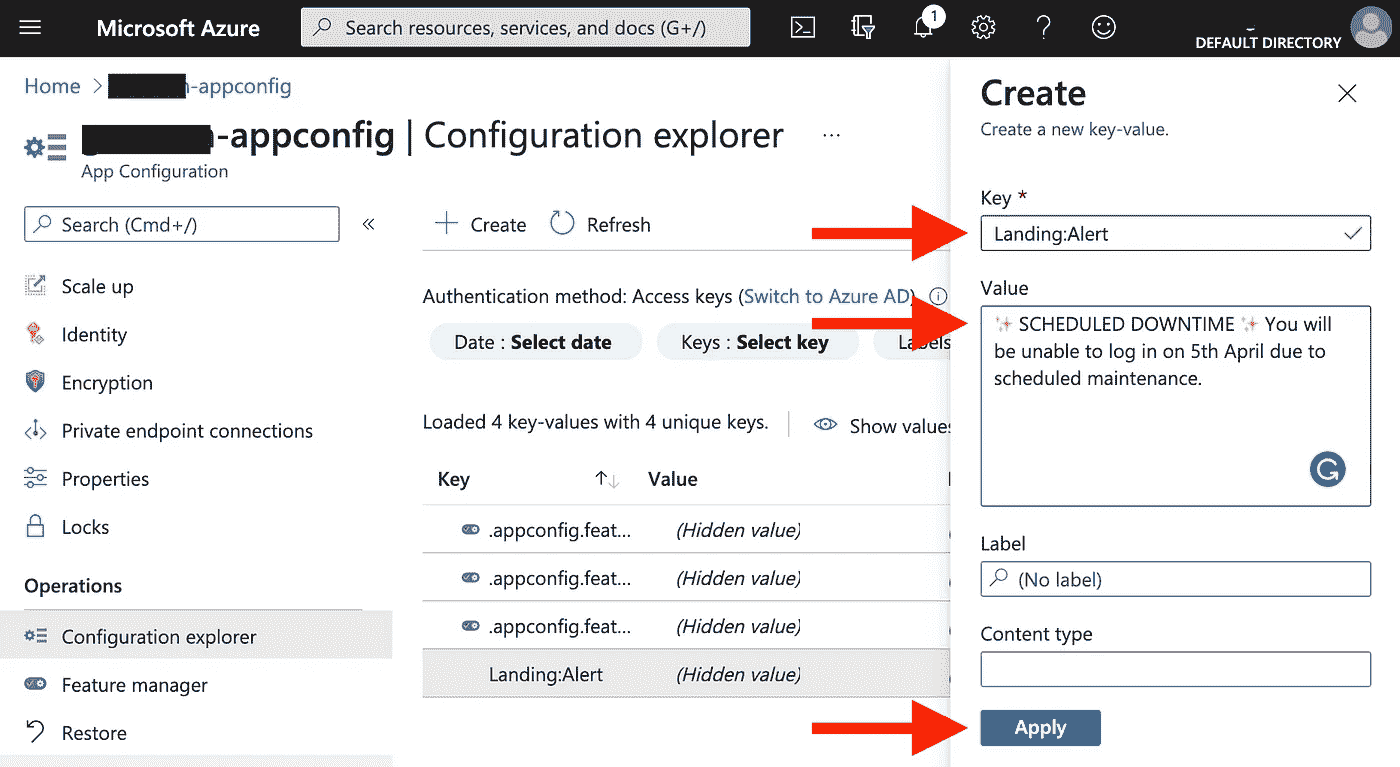 Microsoft Azure
Search resources, services, and docs (G+/)
1
DEFAULT DIRECTORY
Home > -appconfig
-appconfig | Configuration explorer ...
App Configuration
Search (Cmd+/)
«
Scale up
Identity
Encryption
Private endpoint connections
Properties
Locks
Operations
Configuration explorer
Feature manager
Restore
+ Create
Refresh
Authentication method: Access keys (Switch to Azure AD)
Date : Select date
Keys : Select key
Labels
Loaded 4 key-values with 4 unique keys.
Show values
Key ↑↓ Value
.appconfig.feat... (Hidden value)
.appconfig.feat... (Hidden value)
.appconfig.feat... (Hidden value)
Landing:Alert (Hidden value)
Create
Create a new key-value.
Key *
Landing:Alert
Value
✨ SCHEDULED DOWNTIME ✨ You will
be unable to log in on 5th April due to
scheduled maintenance.
Label
(No label)
Content type
Apply